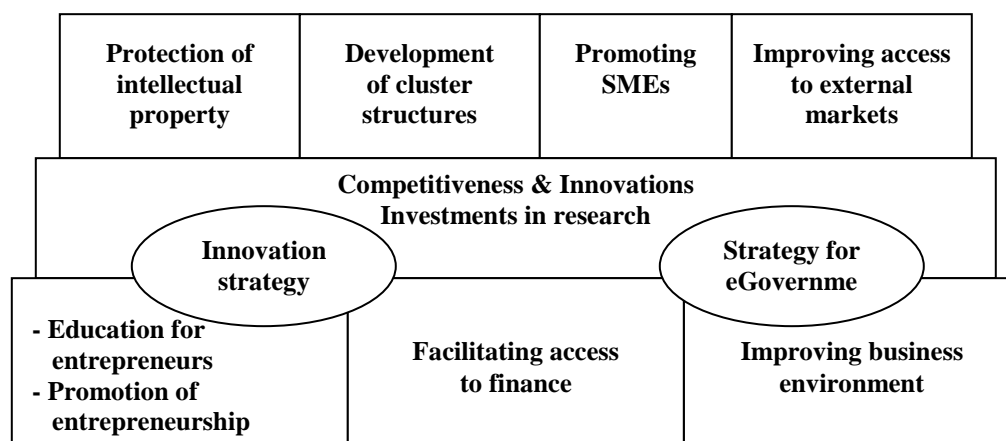 Protection of
intellectual
property
Development
of cluster
structures
Promoting
SMEs
Improving access
to external
markets
Competitiveness & Innovations
Investments in research
Innovation
strategy
Strategy for
eGovernme
- Education for
entrepreneurs
- Promotion of
entrepreneurship
Facilitating access
to finance
Improving business
environment